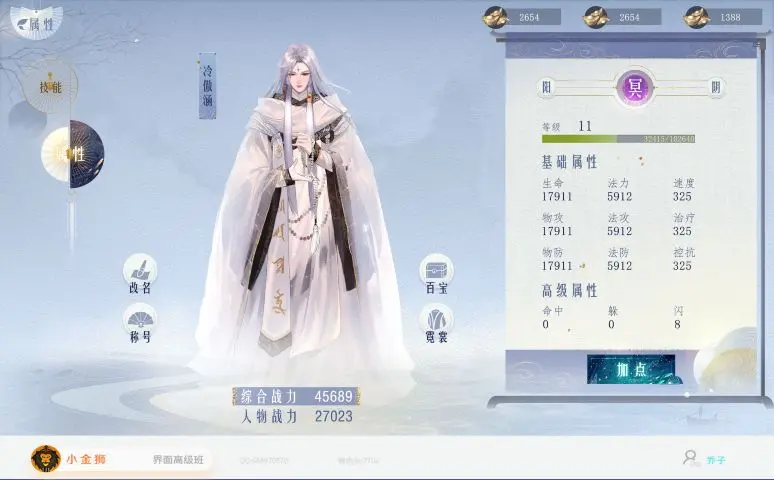 属性
2654
2654
1388
技能
属性
冷傲涵
阳
冥
阴
等级 11
32415/102640
基础属性
生命 法力 速度
17911 5912 325
物攻 法攻 治疗
17911 5912 325
物防 法防 控抗
17911 5912 325
高级属性
命中 躲 闪
0 0 8
加点
改名
百宝
称号
霓裳
综合战力 45689
人物战力 27023
小金狮
界面高级班